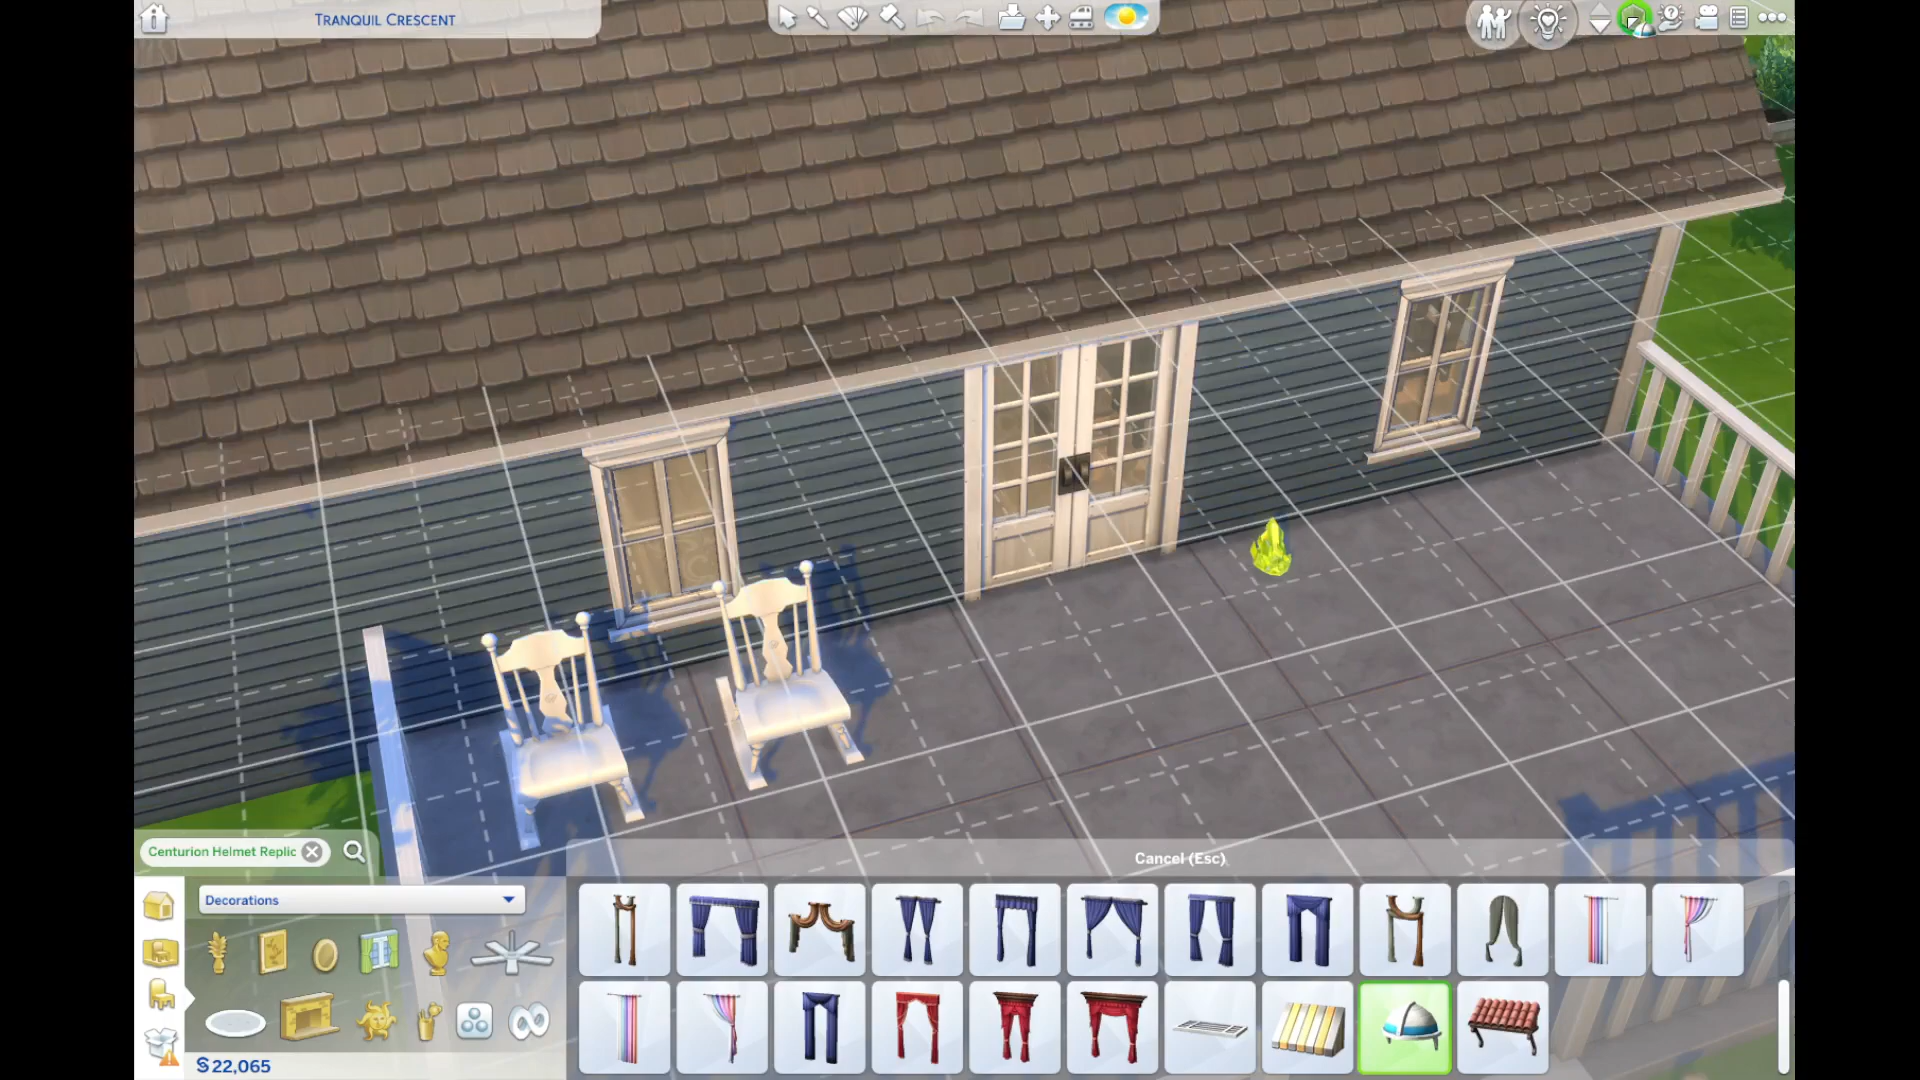 TRANQUIL CRESCENT
Centurion Helmet Replic
Cancel (Esc)
Decorations
§22,065